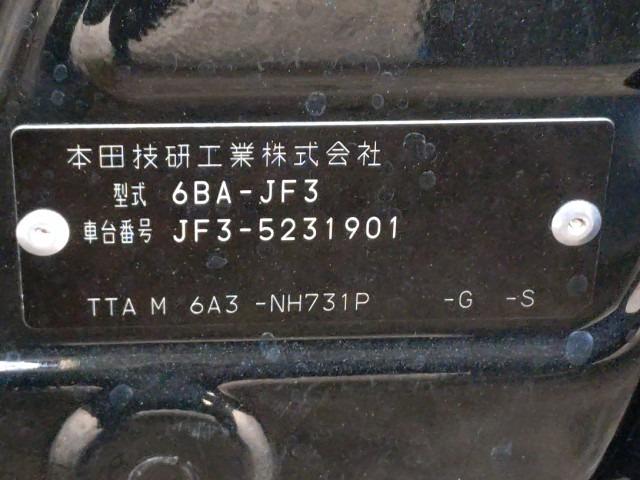 本田技研工業株式会社
型式 6BA-JF3
車台番号 JF3-5231901
TTA M 6A3 -NH731P -G -S